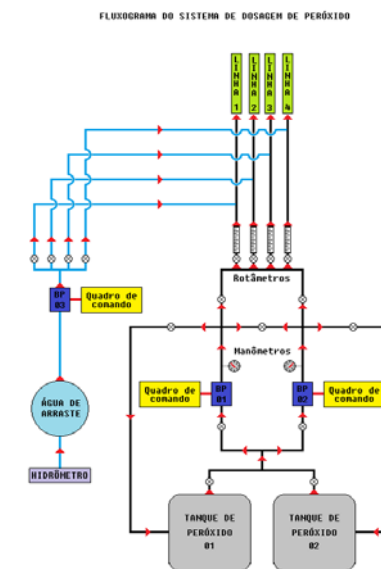 FLUXOGRAMA DO SISTEMA DE DOSAGEM DE PERÓXIDO
LINHA 1
LINHA 2
LINHA 3
LINHA 4
Rotâmetros
BP
03
Quadro de
comando
Manômetros
Quadro de
comando
BP
01
BP
02
Quadro de
comando
ÁGUA DE
ARRASTE
HIDRÔMETRO
TANQUE DE
PERÓXIDO
01
TANQUE DE
PERÓXIDO
02